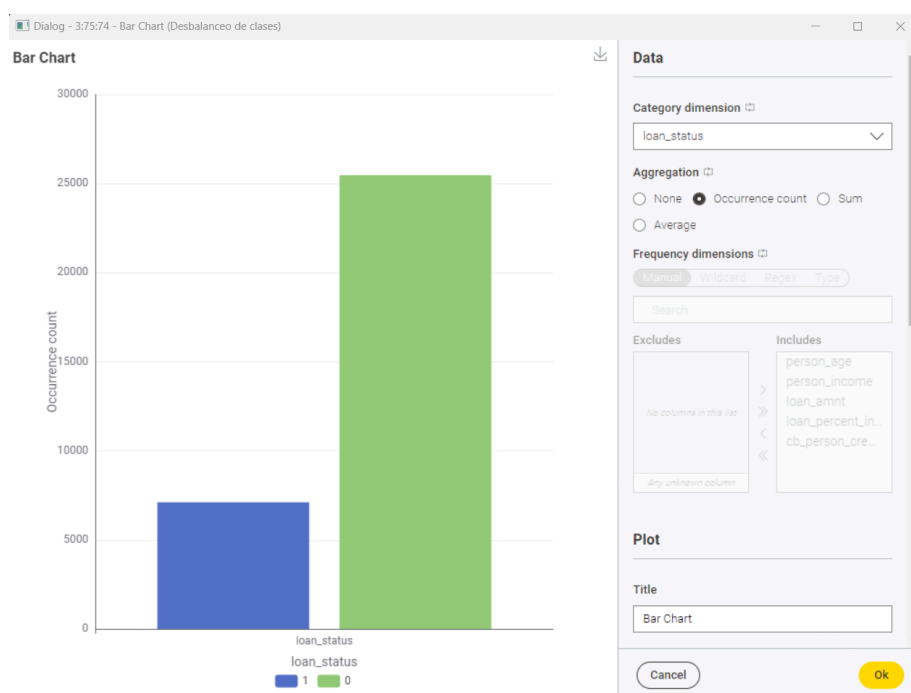 Dialog - 3:75:74 - Bar Chart (Desbalanceo de clases)
Bar Chart
30000
25000
20000
15000
10000
5000
0
Occurrence count
loan_status
loan_status
1 0
Data
Category dimension
loan_status
Aggregation
None Occurrence count Sum
Average
Frequency dimensions
Manual Wildcard Regex Type
Search
Excludes Includes
No columns in this list
Any unknown column
person_age
person_income
loan_amnt
loan_percent_in...
cb_person_cre...
Plot
Title
Bar Chart
Cancel Ok